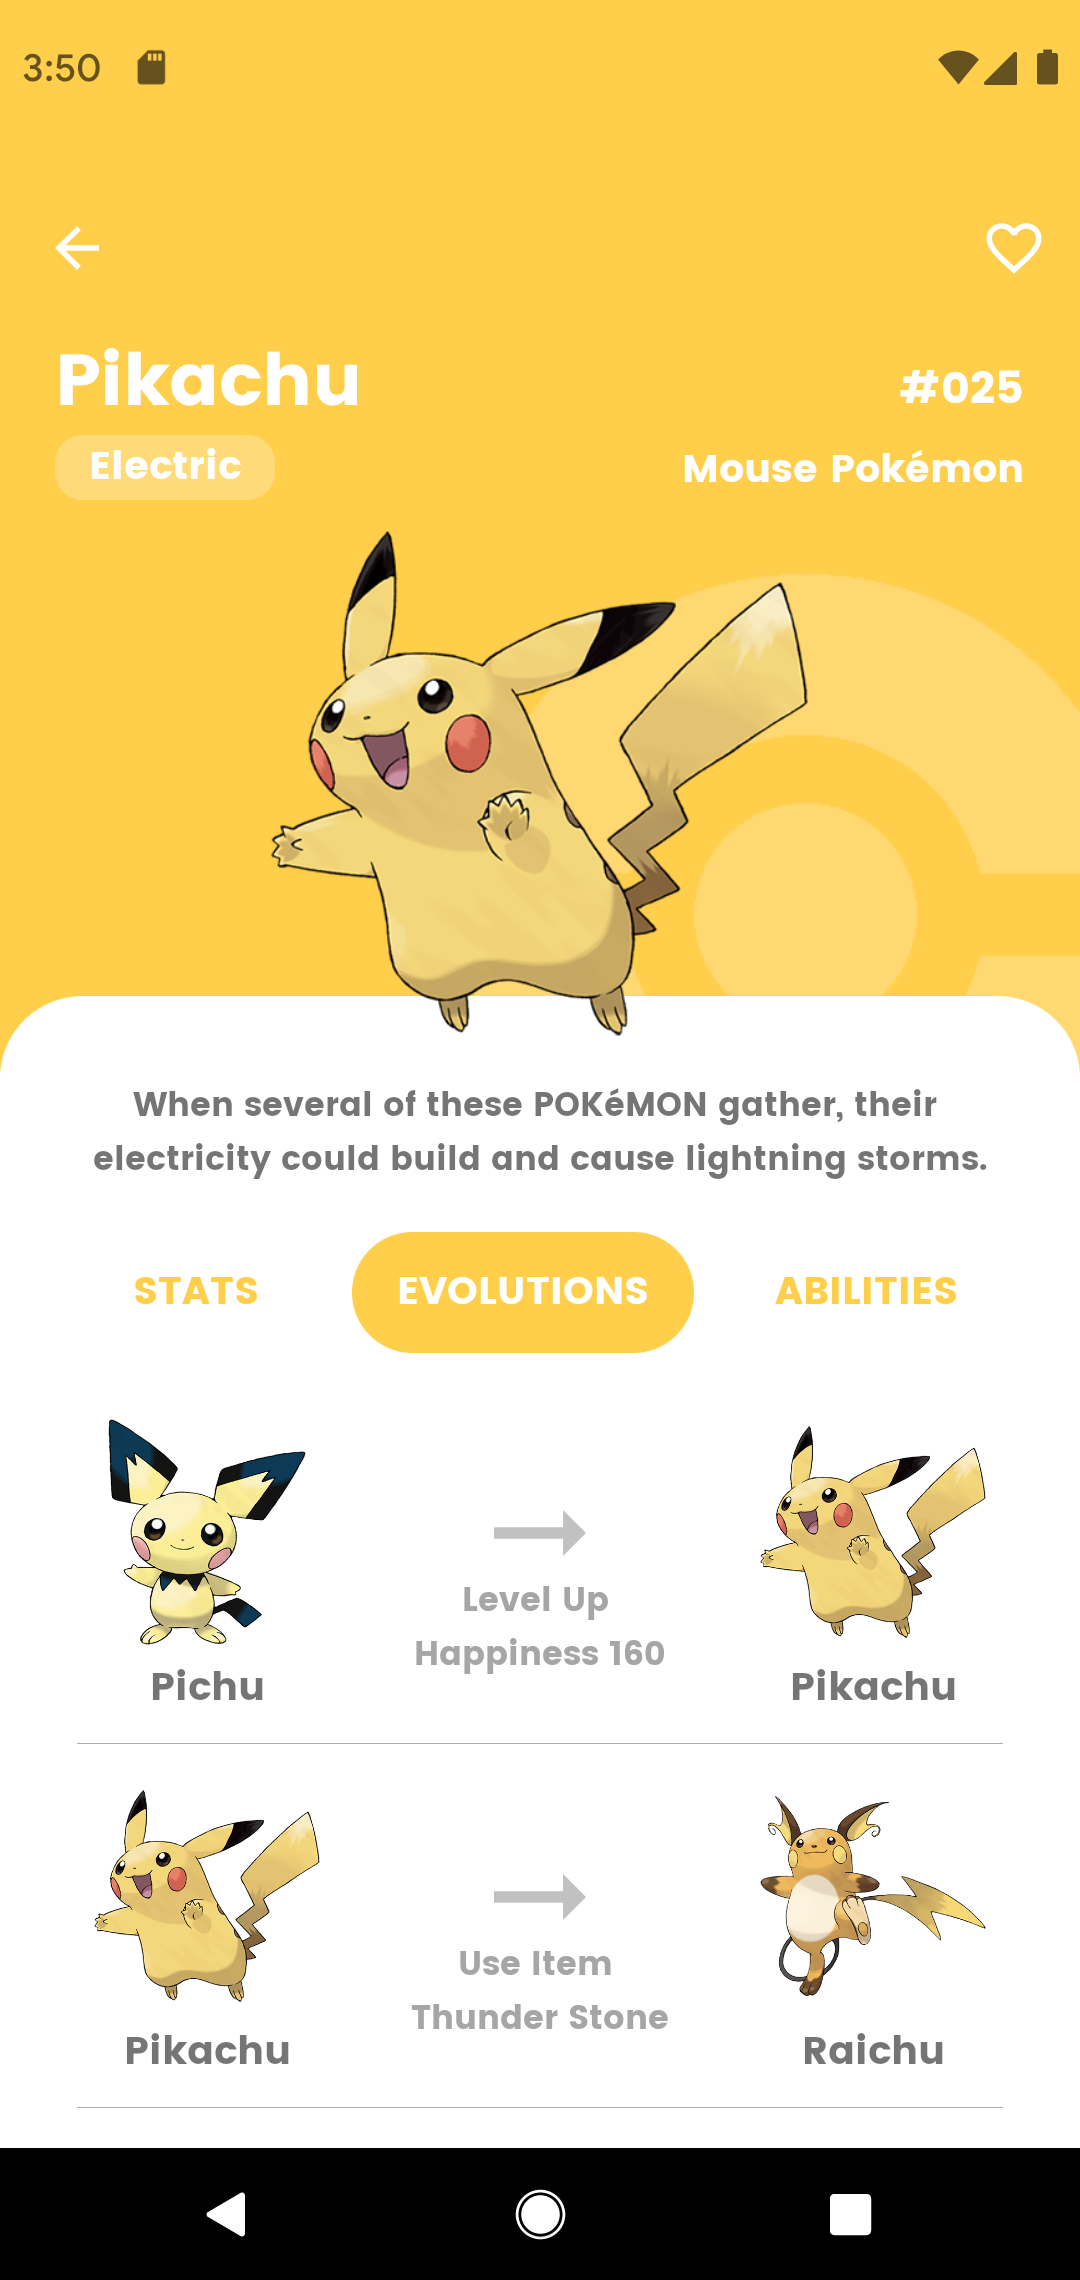 3:50
Pikachu
#025
Electric
Mouse Pokémon
When several of these POKéMON gather, their
electricity could build and cause lightning storms.
STATS
EVOLUTIONS
ABILITIES
Level Up
Happiness 160
Pichu
Pikachu
Use Item
Thunder Stone
Pikachu
Raichu